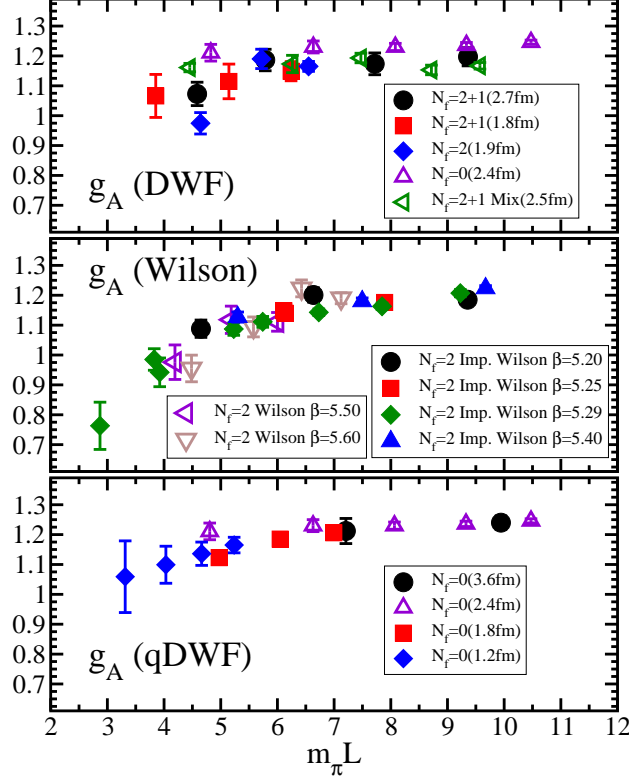 1.3
1.2
1.1
1
0.9
0.8
0.7
g_A (DWF)
N_f=2+1(2.7fm)
N_f=2+1(1.8fm)
N_f=2(1.9fm)
N_f=0(2.4fm)
N_f=2+1 Mix(2.5fm)
1.3
1.2
1.1
1
0.9
0.8
0.7
g_A (Wilson)
N_f=2 Wilson β=5.50
N_f=2 Wilson β=5.60
N_f=2 Imp. Wilson β=5.20
N_f=2 Imp. Wilson β=5.25
N_f=2 Imp. Wilson β=5.29
N_f=2 Imp. Wilson β=5.40
1.3
1.2
1.1
1
0.9
0.8
0.7
g_A (qDWF)
N_f=0(3.6fm)
N_f=0(2.4fm)
N_f=0(1.8fm)
N_f=0(1.2fm)
2 3 4 5 6 7 8 9 10 11 12
m_πL